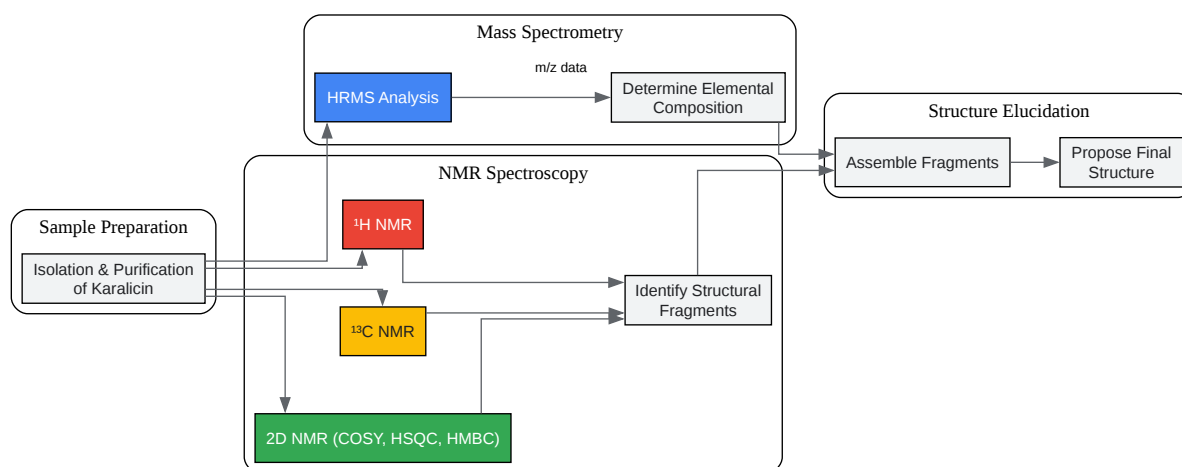 Mass Spectrometry
m/z data
HRMS Analysis
Determine Elemental
Composition
Structure Elucidation
Assemble Fragments
Propose Final
Structure
NMR Spectroscopy
¹H NMR
Sample Preparation
Isolation & Purification
of Karalicin
Identify Structural
Fragments
¹³C NMR
2D NMR (COSY, HSQC, HMBC)